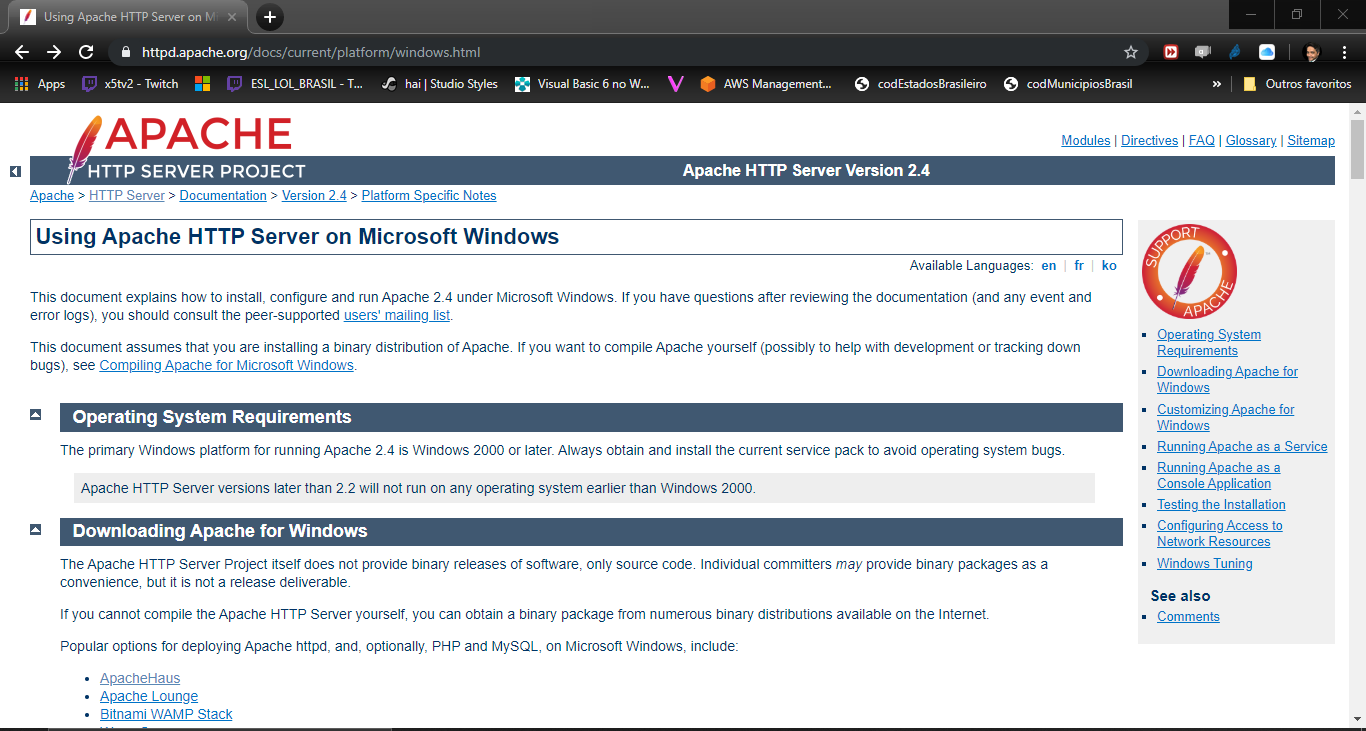 Using Apache HTTP Server on Mi
httpd.apache.org/docs/current/platform/windows.html
Apps
x5tv2 - Twitch
ESL_LOL_BRASIL - T...
hai | Studio Styles
Visual Basic 6 no W...
AWS Management...
codEstadosBrasileiro
codMunicipiosBrasil
»
Outros favoritos
APACHE
HTTP SERVER PROJECT
Modules | Directives | FAQ | Glossary | Sitemap
Apache HTTP Server Version 2.4
Apache > HTTP Server > Documentation > Version 2.4 > Platform Specific Notes
Using Apache HTTP Server on Microsoft Windows
Available Languages: en | fr | ko
This document explains how to install, configure and run Apache 2.4 under Microsoft Windows. If you have questions after reviewing the documentation (and any event and
error logs), you should consult the peer-supported users' mailing list.
This document assumes that you are installing a binary distribution of Apache. If you want to compile Apache yourself (possibly to help with development or tracking down
bugs), see Compiling Apache for Microsoft Windows.
Operating System Requirements
The primary Windows platform for running Apache 2.4 is Windows 2000 or later. Always obtain and install the current service pack to avoid operating system bugs.
Apache HTTP Server versions later than 2.2 will not run on any operating system earlier than Windows 2000.
Downloading Apache for Windows
The Apache HTTP Server Project itself does not provide binary releases of software, only source code. Individual committers may provide binary packages as a
convenience, but it is not a release deliverable.
If you cannot compile the Apache HTTP Server yourself, you can obtain a binary package from numerous binary distributions available on the Internet.
Popular options for deploying Apache httpd, and, optionally, PHP and MySQL, on Microsoft Windows, include:
ApacheHaus
Apache Lounge
Bitnami WAMP Stack
SUPPORT
APACHE
Operating System
Requirements
Downloading Apache for
Windows
Customizing Apache for
Windows
Running Apache as a Service
Running Apache as a
Console Application
Testing the Installation
Configuring Access to
Network Resources
Windows Tuning
See also
Comments